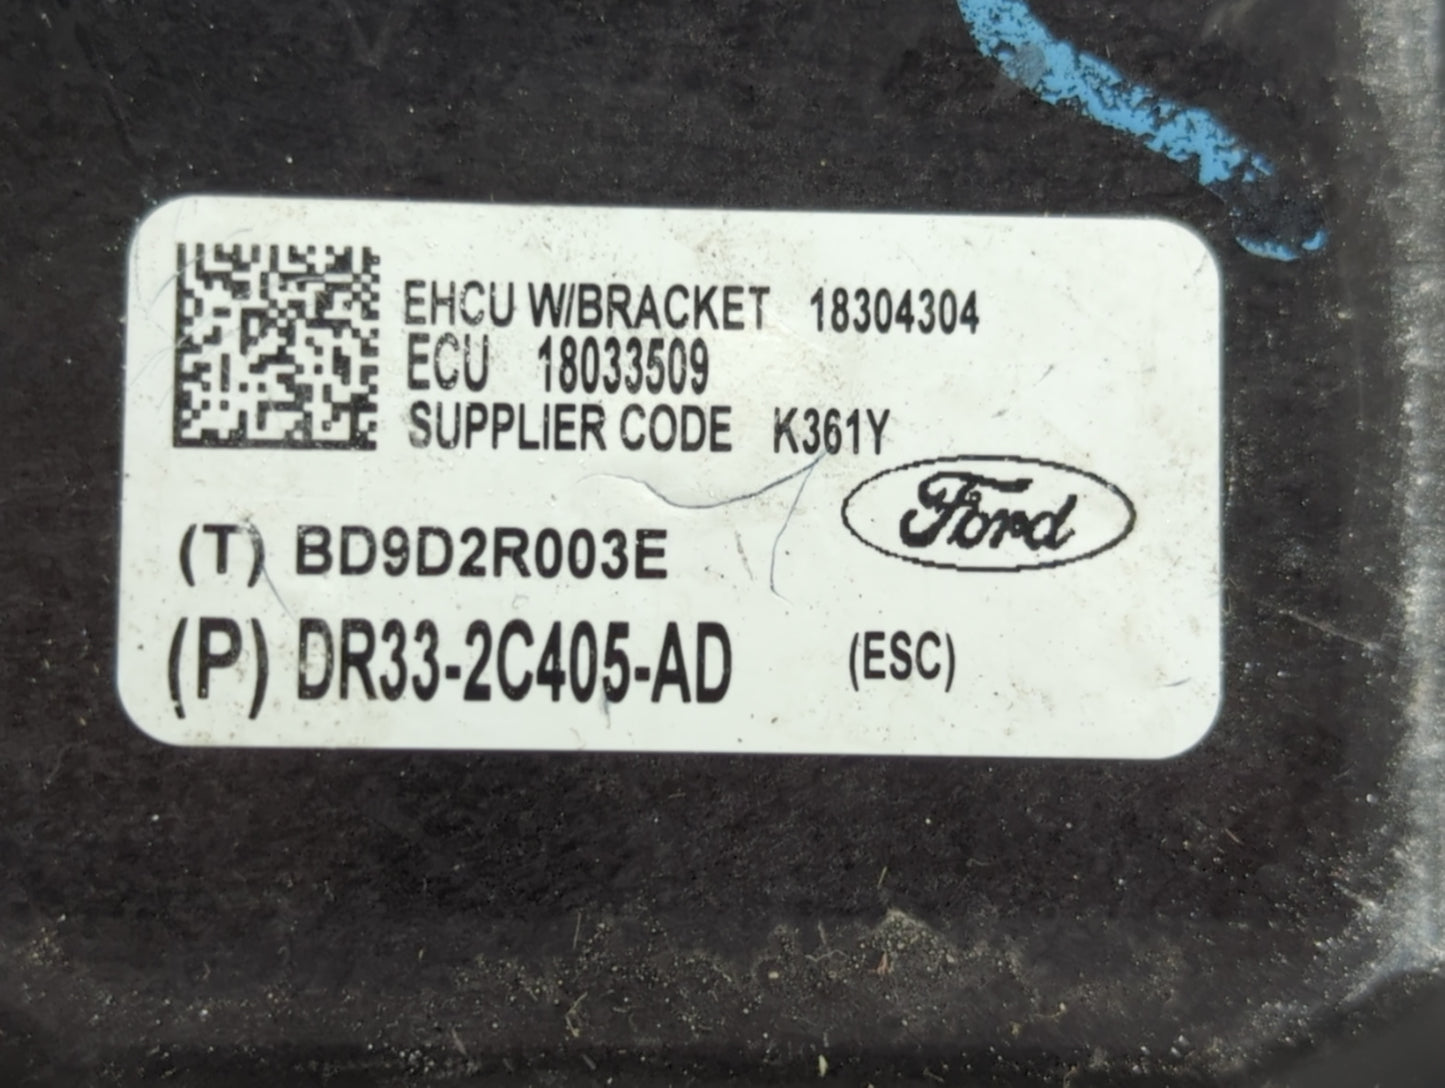 EHCU W/BRACKET 18304304
ECU 18033509
SUPPLIER CODE K361Y
Ford
(T) BD9D2R003E
(P) DR33-2C405-AD (ESC)